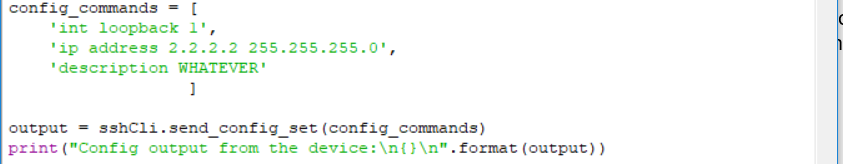 config_commands = [
    'int loopback 1',
    'ip address 2.2.2.2 255.255.255.0',
    'description WHATEVER'
                  ]
output = sshCli.send_config_set(config_commands)
print("Config output from the device:\n{}\n".format(output))